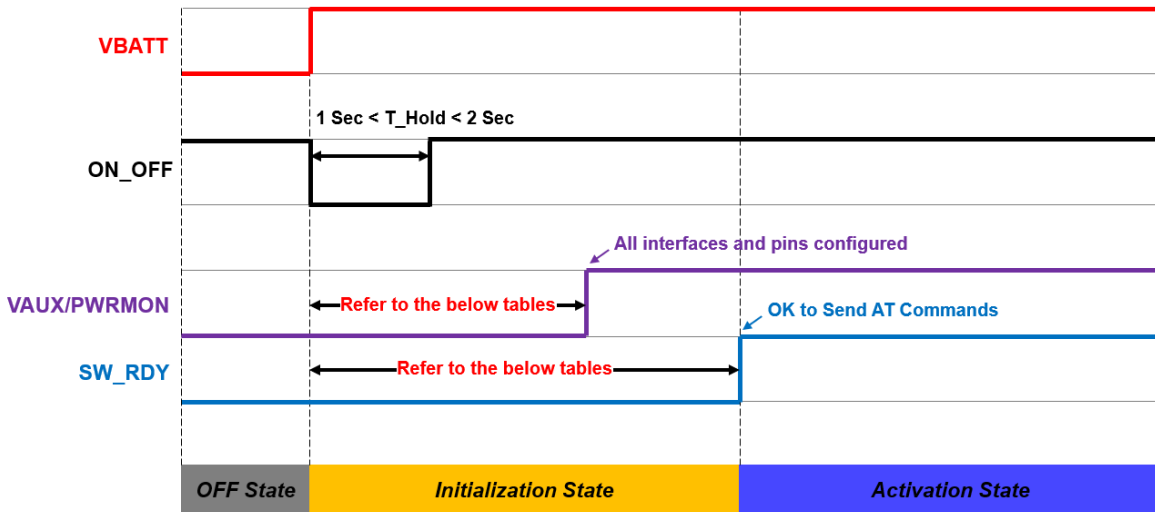 VBATT
1 Sec < T_Hold < 2 Sec
ON_OFF
All interfaces and pins configured
VAUX/PWRMON
Refer to the below tables
OK to Send AT Commands
SW_RDY
Refer to the below tables
OFF State
Initialization State
Activation State